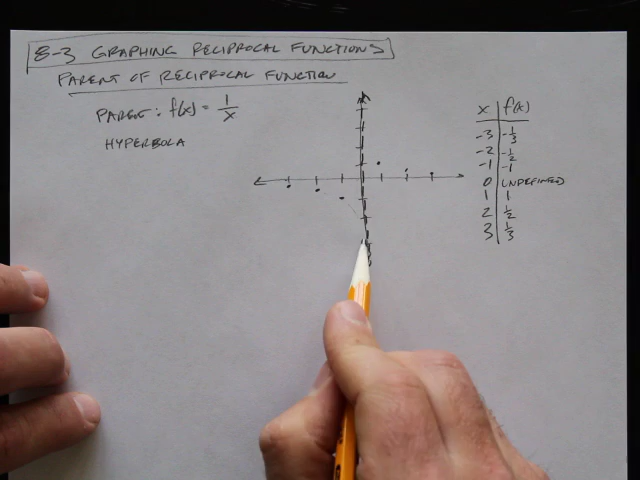 8-3 GRAPHING RECIPROCAL FUNCTIONS
PARENT OF RECIPROCAL FUNCTION
PARENT: f(x) = 1/x
HYPERBOLA
x f(x)
-3 -1/3
-2 -1/2
-1 -1
0 UNDEFINED
1 1
2 1/2
3 1/3